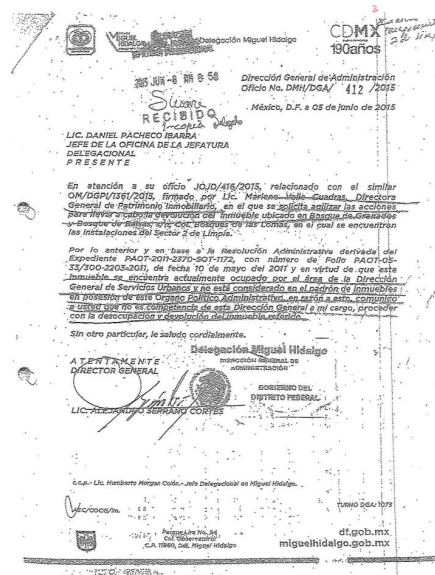 MIGUEL HIDALGO
Delegación Miguel Hidalgo
CDMX
190años
2015 JUN -8 AM 8 58
RECIBIDO
Dirección General de Administración
Oficio No. DMH/DGA/ 412 /2015
México, D.F. a 05 de junio de 2015
LIC. DANIEL PACHECO IBARRA
JEFE DE LA OFICINA DE LA JEFATURA
DELEGACIONAL
P R E S E N T E
En atención a su oficio JOJD/416/2015, relacionado con el similar
OM/DGPI/1361/2015, firmado por Lic. Marlene Valle Cuadras, Directora
General de Patrimonio Inmobiliario, en el que se solicita agilizar las acciones
para llevar a cabo la devolución del inmueble ubicado en Bosque de Granados
y Bosque de Balsas, s/n, Col. Bosques de las Lomas, en el cual se encuentran
las instalaciones del Sector 2 de Limpia.
Por lo anterior y en base a la Resolución Administrativa derivada del
Expediente PAOT-2011-2370-SOT-1172, con número de Folio PAOT-05-
33/300-2203-2011, de fecha 10 de mayo del 2011 y en virtud de que este
inmueble se encuentra actualmente ocupado por el área de la Dirección
General de Servicios Urbanos y no está considerado en el padrón de inmuebles
en posesión de este Órgano Político Administrativo, en razón a esto, comunico
a usted que no es competencia de esta Dirección General a mi cargo, proceder
con la desocupación y devolución del inmueble referido.
Sin otro particular, le saludo cordialmente.
Delegación Miguel Hidalgo
A T E N T A M E N T E
DIRECTOR GENERAL
DIRECCIÓN GENERAL DE
ADMINISTRACIÓN
GOBIERNO DEL
DISTRITO FEDERAL
LIC. ALEJANDRO SERRANO CORTÉS
c.c.p.- Lic. Humberto Morgan Colón.- Jefe Delegacional en Miguel Hidalgo.
TURNO DGA/ 1073
Parque Lira No. 94
Col. Observatorio
C.P. 11860, Del. Miguel Hidalgo
df.gob.mx
miguelhidalgo.gob.mx